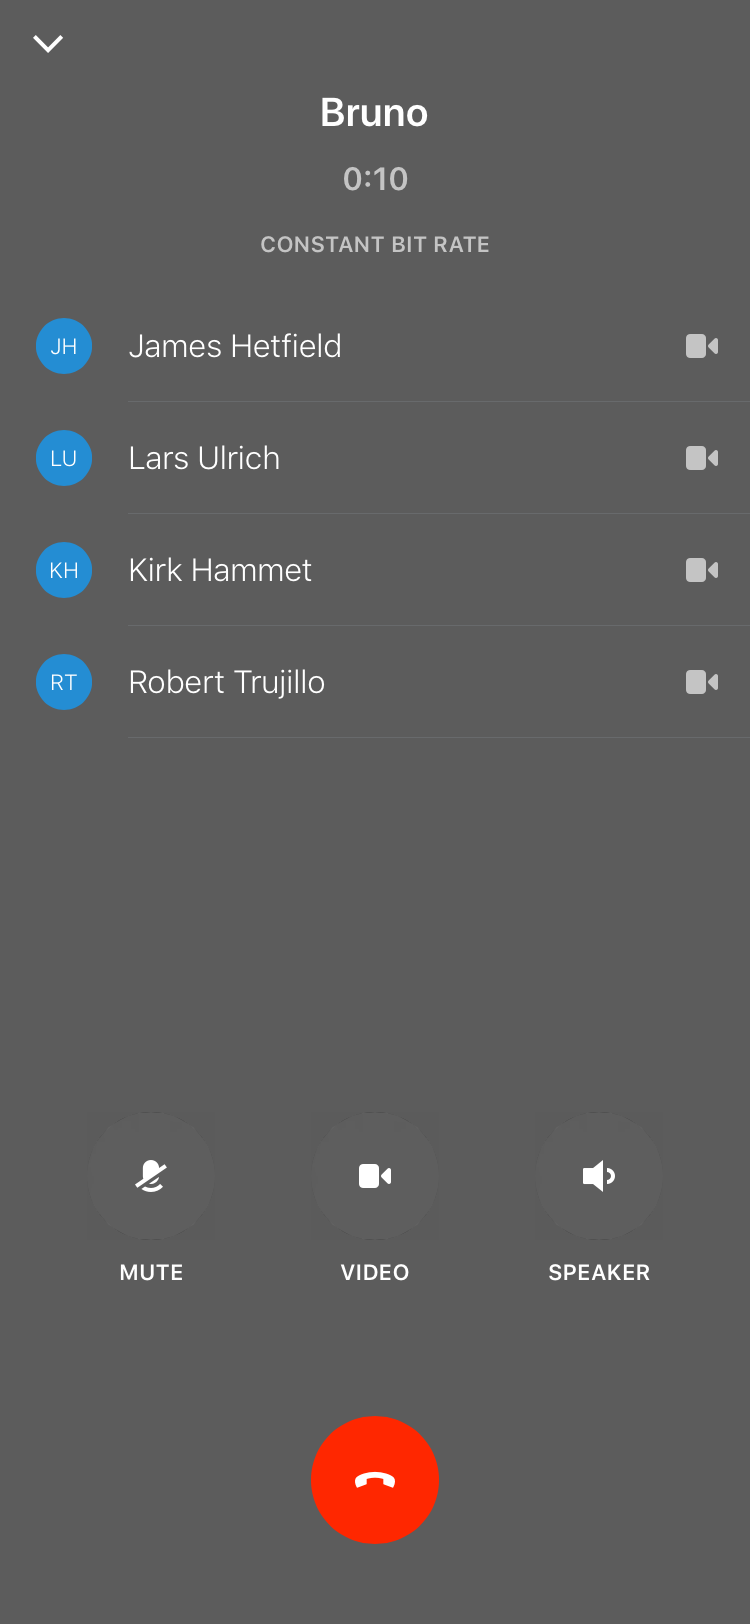 Bruno
0:10
CONSTANT BIT RATE
JH James Hetfield
LU Lars Ulrich
KH Kirk Hammet
RT Robert Trujillo
MUTE VIDEO SPEAKER